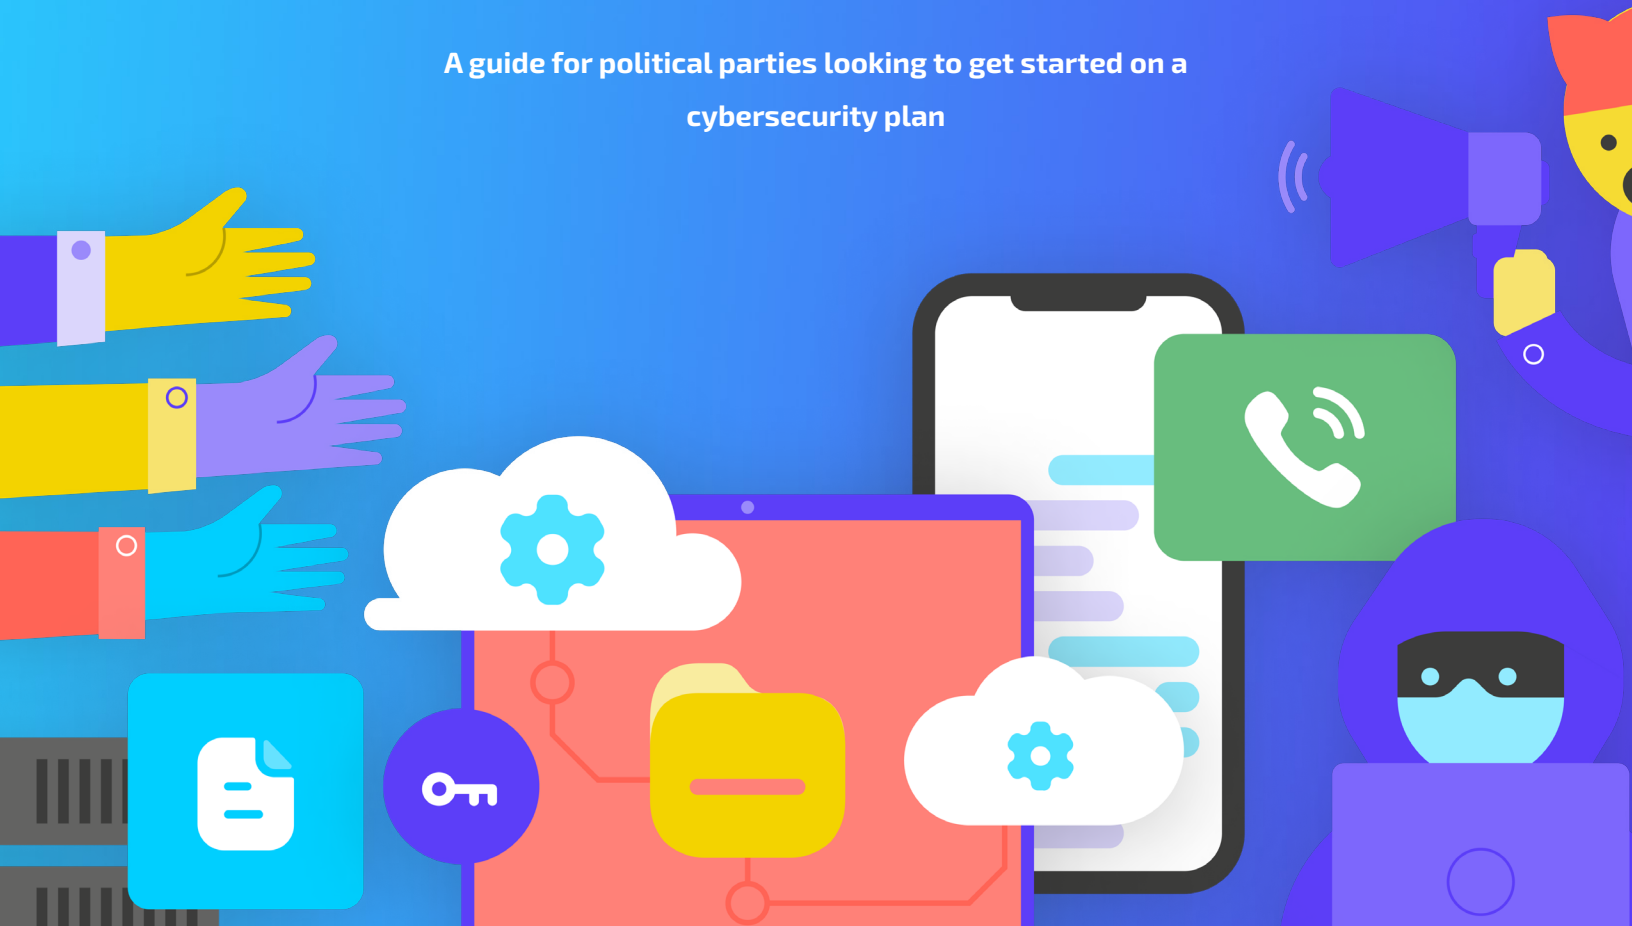 A guide for political parties looking to get started on a
cybersecurity plan